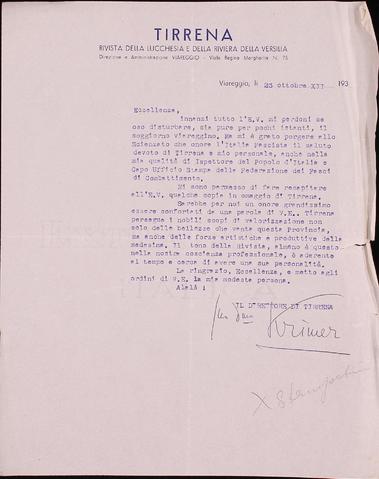 TIRRENA
RIVISTA DELLA LUCCHESIA E DELLA RIVIERA DELLA VERSILIA
Direzione e Amministrazione VIAREGGIO - Viale Regina Margherita N. 75
Viareggio, li 23 ottobre XII 193
Eccellenza,
innanzi tutto l'E.V. mi perdoni se
oso disturbare, sia pure per pochi istanti, il
soggiorno viareggino. Ma mi è grato porgere allo
Scienzato che onora l'Italia Fascista il saluto
devoto di Tirrena e mio personale, anche nella
mia qualità di Ispettore del Popolo d'Italia e
Capo Ufficio Stampa della Federazione dei Fasci
di Combattimento.
Mi sono permesso di fare recapitare
all'E.V. qualche copia in omaggio di Tirrena.
Sarebbe per noi un onore grandissimo
essere confortati da una parola di V.E. Tirrena
persegue i nobili scopi di valorizzazione non
solo delle bellezze che vanta questa Provincia,
ma anche delle forze artistiche e produttive della
medesima. Il tono della rivista, almeno è questo
nella nostra coscienza professionale, è aderente
al tempo e cerca di avere una sua personalità.
La ringrazio, Eccellenza, e metto agli
ordini di V.E. la mia modesta persona.
Alalà !
IL DIRETTORE DI TIRRENA
Krimer